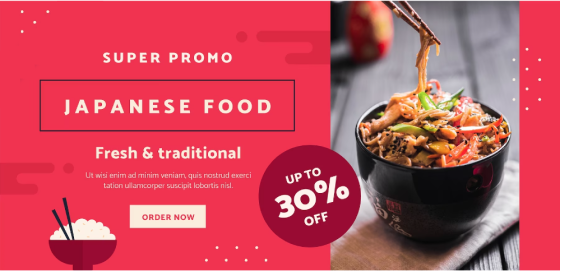 SUPER PROMO
JAPANESE FOOD
Fresh & traditional
Ut wisi enim ad minim veniam, quis nostrud exerci
tation ullamcorper suscipit lobortis nisl.
ORDER NOW
UP TO
30%
OFF